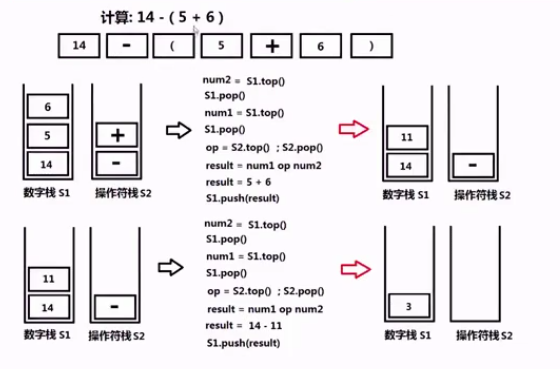 计算: 14 - ( 5 + 6 )
14 - ( 5 + 6 )
6
5
14
+
-
数字栈 S1
操作符栈 S2
num2 = S1.top()
S1.pop()
num1 = S1.top()
S1.pop()
op = S2.top() ; S2.pop()
result = num1 op num2
result = 5 + 6
S1.push(result)
11
14
-
数字栈 S1
操作符栈 S2
11
14
-
数字栈 S1
操作符栈 S2
num2 = S1.top()
S1.pop()
num1 = S1.top()
S1.pop()
op = S2.top() ; S2.pop()
result = num1 op num2
result = 14 - 11
S1.push(result)
3
数字栈 S1
操作符栈 S2